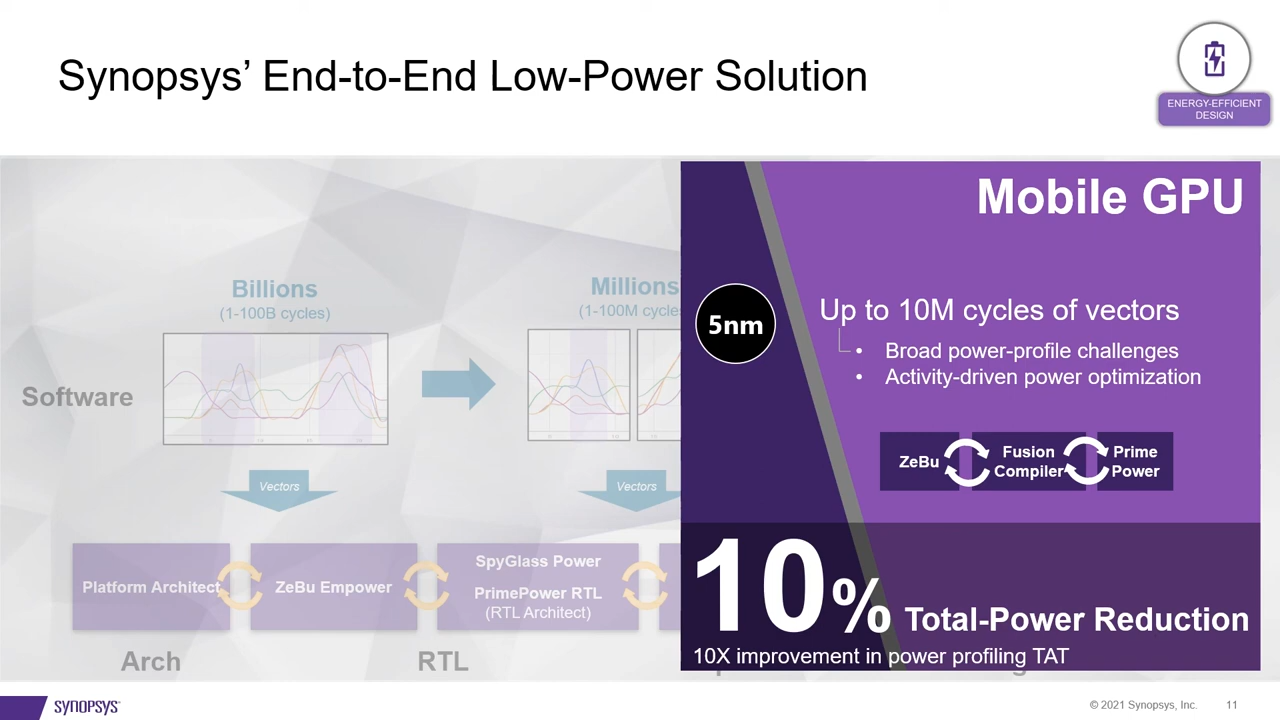 Synopsys’ End-to-End Low-Power Solution
ENERGY-EFFICIENT
DESIGN
Mobile GPU
Billions
(1-100B cycles)
Millions
(1-100M cycles
5nm
Up to 10M cycles of vectors
• Broad power-profile challenges
• Activity-driven power optimization
Software
ZeBu
Fusion
Compiler
Prime
Power
Vectors
Vectors
Platform Architect
ZeBu Empower
SpyGlass Power
PrimePower RTL
(RTL Architect)
10% Total-Power Reduction
10X improvement in power profiling TAT
Arch
RTL
SYNOPSYS
© 2021 Synopsys, Inc.
11